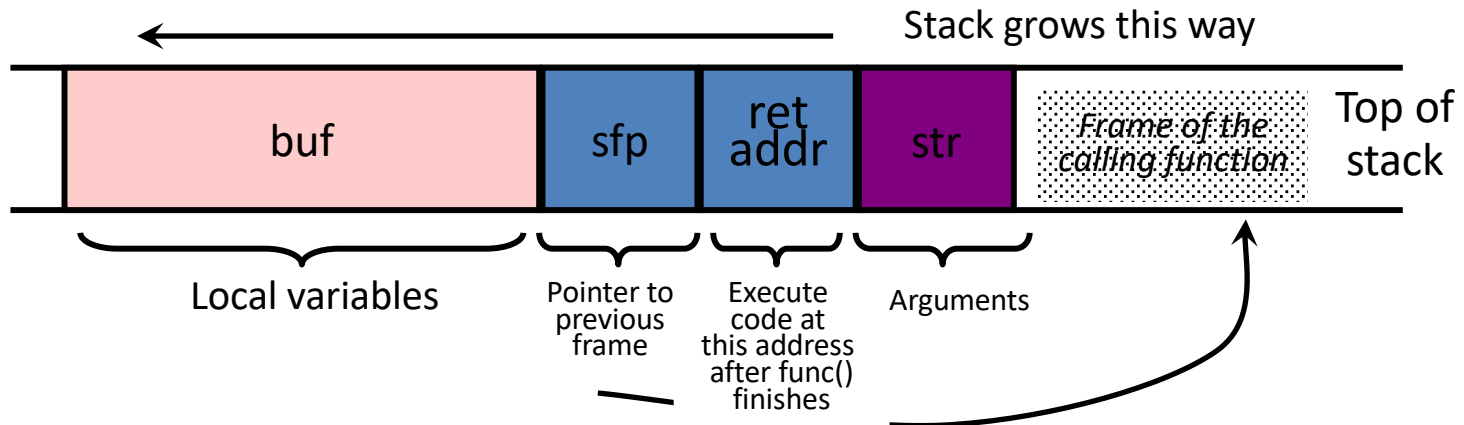 Stack grows this way
buf
sfp
ret
addr
str
Frame of the
calling function
Top of
stack
Local variables
Pointer to
previous
frame
Execute
code at
this address
after func()
finishes
Arguments